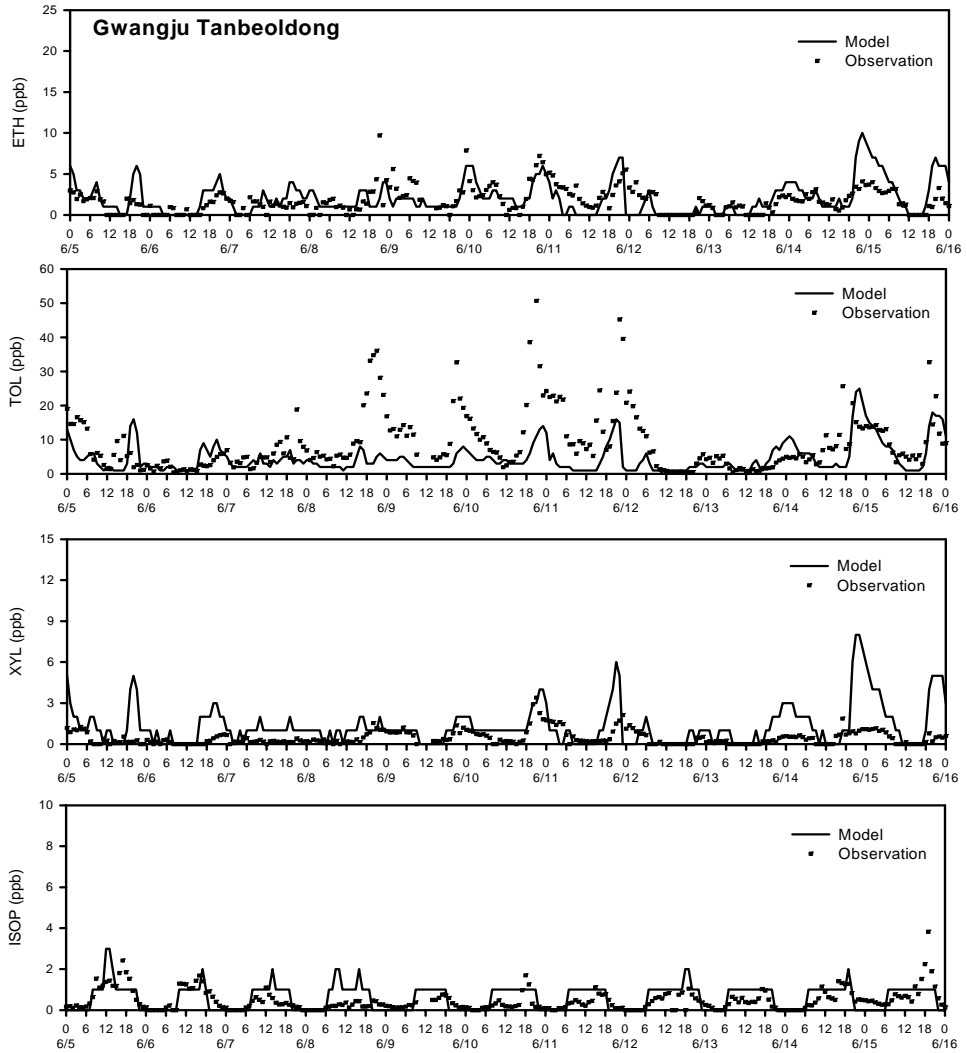 Gwangju Tanbeoldong
25
20
15
10
5
0
ETH (ppb)
Model
Observation
0 6 12 18 0 6 12 18 0 6 12 18 0 6 12 18 0 6 12 18 0 6 12 18 0 6 12 18 0 6 12 18 0 6 12 18 0 6 12 18 0 6 12 18 0
6/5 6/6 6/7 6/8 6/9 6/10 6/11 6/12 6/13 6/14 6/15 6/16
60
50
40
30
20
10
0
TOL (ppb)
Model
Observation
0 6 12 18 0 6 12 18 0 6 12 18 0 6 12 18 0 6 12 18 0 6 12 18 0 6 12 18 0 6 12 18 0 6 12 18 0 6 12 18 0 6 12 18 0
6/5 6/6 6/7 6/8 6/9 6/10 6/11 6/12 6/13 6/14 6/15 6/16
15
12
9
6
3
0
XYL (ppb)
Model
Observation
0 6 12 18 0 6 12 18 0 6 12 18 0 6 12 18 0 6 12 18 0 6 12 18 0 6 12 18 0 6 12 18 0 6 12 18 0 6 12 18 0 6 12 18 0
6/5 6/6 6/7 6/8 6/9 6/10 6/11 6/12 6/13 6/14 6/15 6/16
10
8
6
4
2
0
ISOP (ppb)
Model
Observation
0 6 12 18 0 6 12 18 0 6 12 18 0 6 12 18 0 6 12 18 0 6 12 18 0 6 12 18 0 6 12 18 0 6 12 18 0 6 12 18 0 6 12 18 0
6/5 6/6 6/7 6/8 6/9 6/10 6/11 6/12 6/13 6/14 6/15 6/16